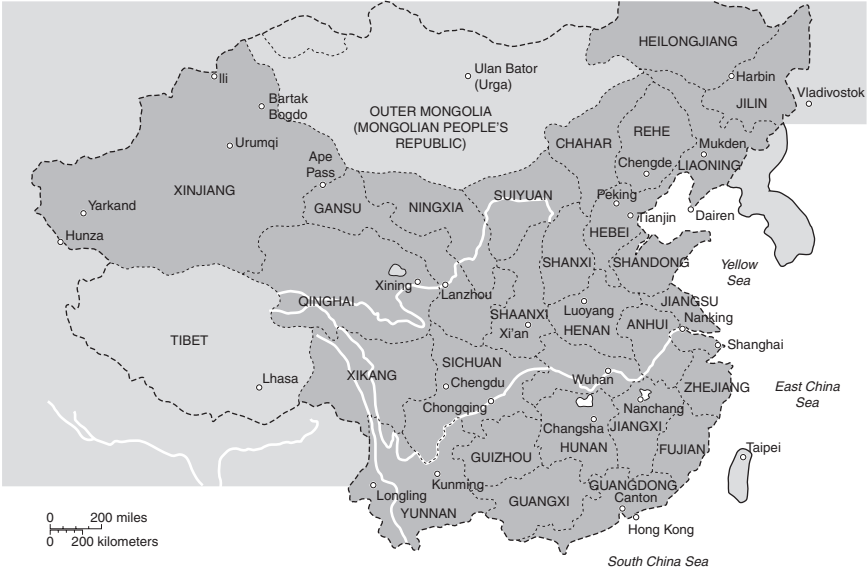 HEILONGJIANG
Harbin
Vladivostok
JILIN
Ulan Bator
(Urga)
OUTER MONGOLIA
(MONGOLIAN PEOPLE'S
REPUBLIC)
Ili
Bartak
Bogdo
Urumqi
XINJIANG
Yarkand
Hunza
Ape
Pass
GANSU
NINGXIA
SUIYUAN
CHAHAR
REHE
Chengde
Mukden
LIAONING
Peking
Tianjin
Dairen
HEBEI
SHANXI
SHANDONG
Yellow
Sea
Xining
Lanzhou
QINGHAI
SHAANXI
Xi'an
Luoyang
HENAN
JIANGSU
Nanking
ANHUI
Shanghai
TIBET
Lhasa
XIKANG
SICHUAN
Chengdu
Chongqing
Wuhan
ZHEJIANG
East China
Sea
Nanchang
JIANGXI
Changsha
HUNAN
FUJIAN
Taipei
GUIZHOU
Kunming
Longling
YUNNAN
GUANGXI
GUANGDONG
Canton
Hong Kong
South China Sea
0 200 miles
0 200 kilometers